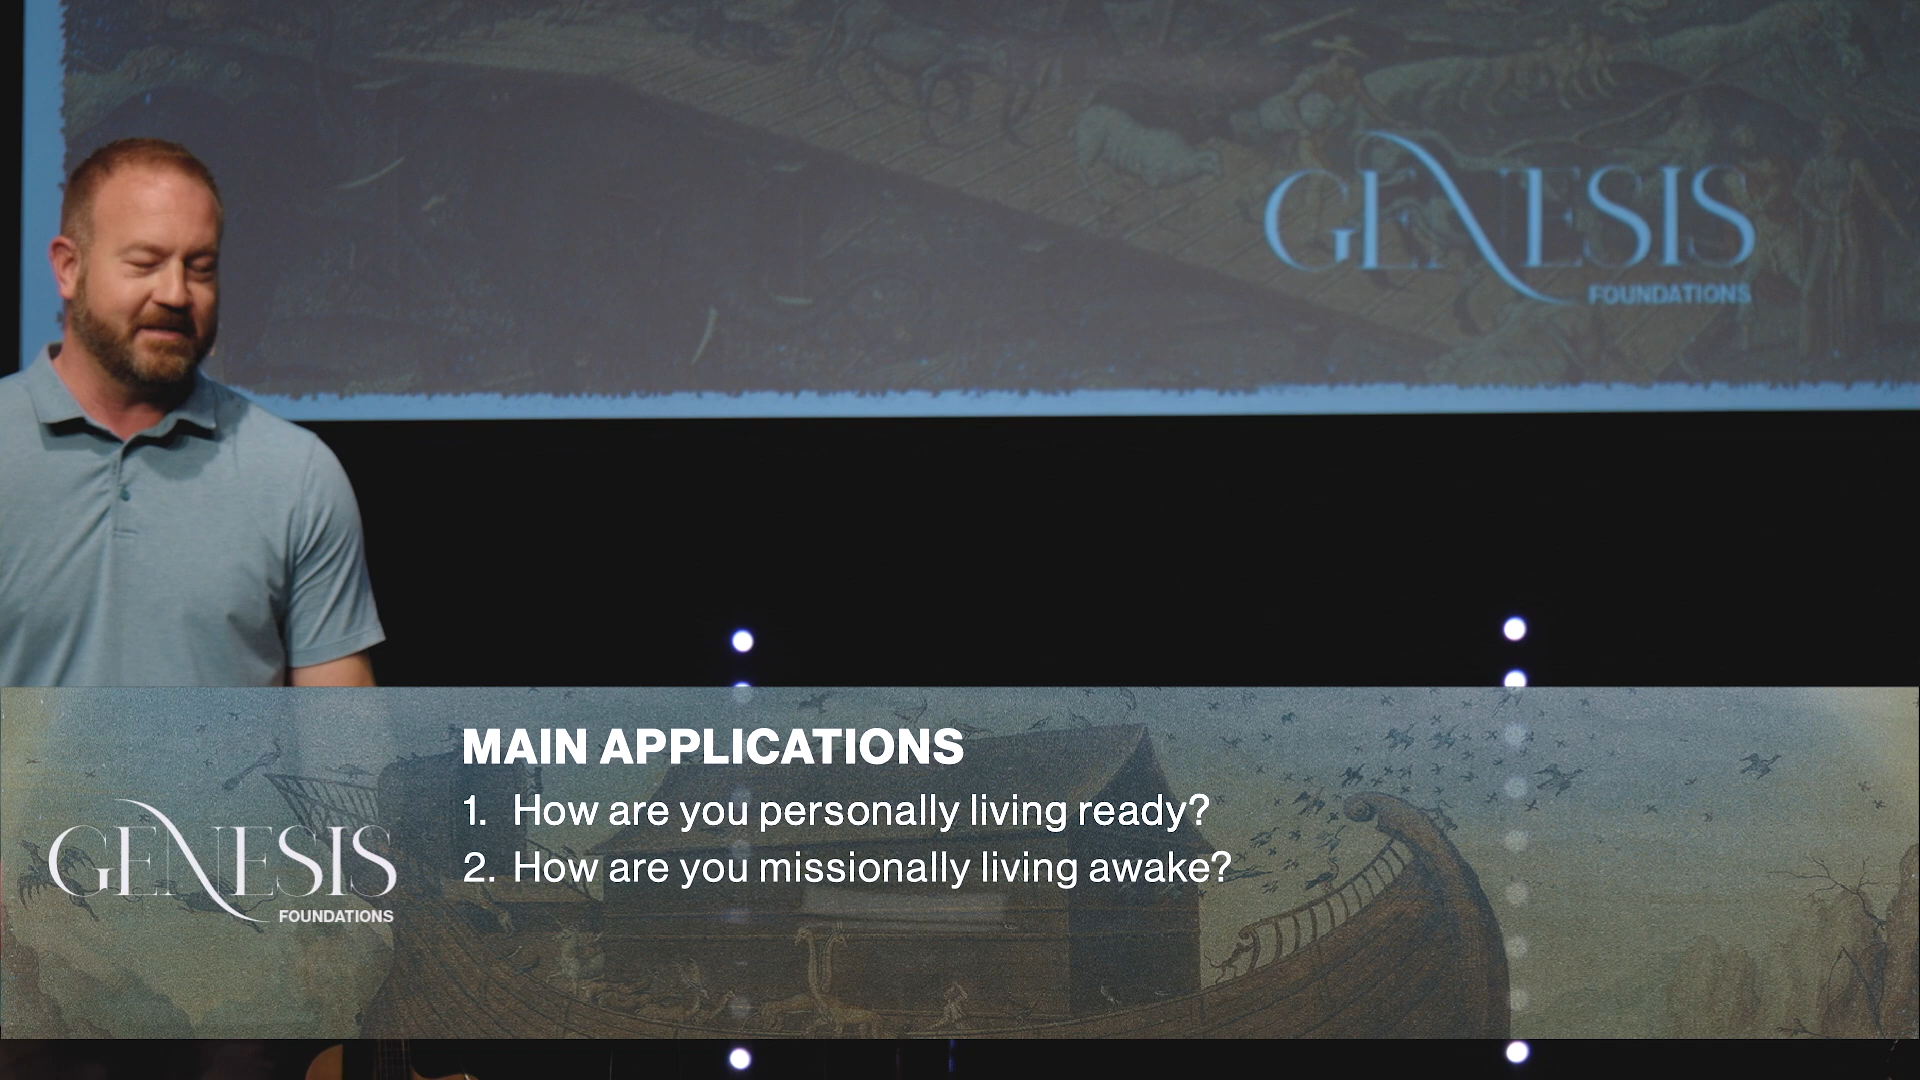 GENESIS
FOUNDATIONS
MAIN APPLICATIONS
1. How are you personally living ready?
2. How are you missionally living awake?
GENESIS
FOUNDATIONS